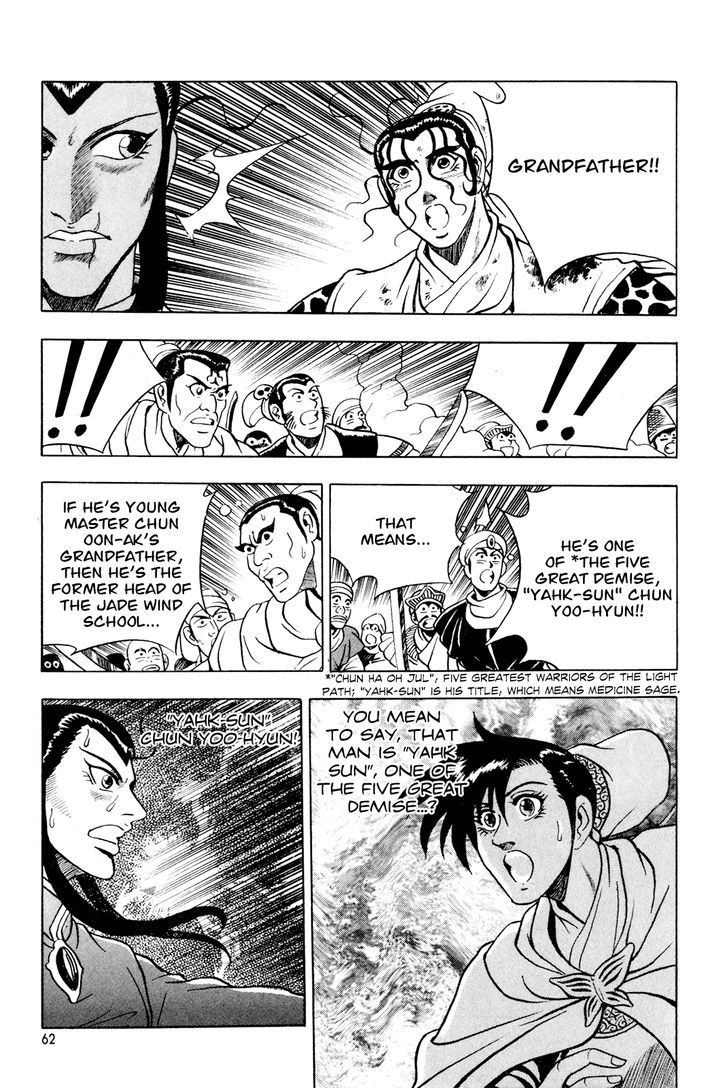 GRANDFATHER!!
!!
!!
IF HE'S YOUNG
MASTER CHUN
OON-AK'S
GRANDFATHER,
THEN HE'S THE
FORMER HEAD OF
THE JADE WIND
SCHOOL...
THAT
MEANS...
HE'S ONE
OF *THE FIVE
GREAT DEMISE,
"YAHK-SUN" CHUN
YOO-HYUN!!
*"CHUN HA OH JUL", FIVE GREATEST WARRIORS OF THE LIGHT
PATH; "YAHK-SUN" IS HIS TITLE, WHICH MEANS MEDICINE SAGE.
"YAHK-SUN"
CHUN YOO-HYUN!
YOU MEAN
TO SAY, THAT
MAN IS "YAHK
SUN", ONE OF
THE FIVE GREAT
DEMISE...?
62